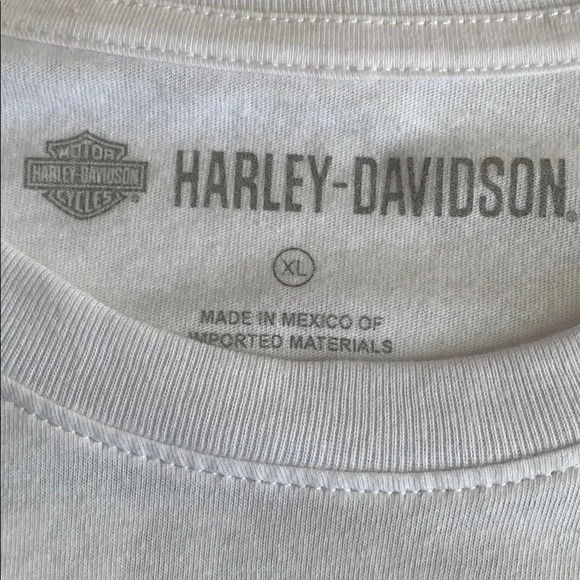 MOTOR
HARLEY-DAVIDSON
CYCLES
HARLEY-DAVIDSON
XL
MADE IN MEXICO OF
IMPORTED MATERIALS